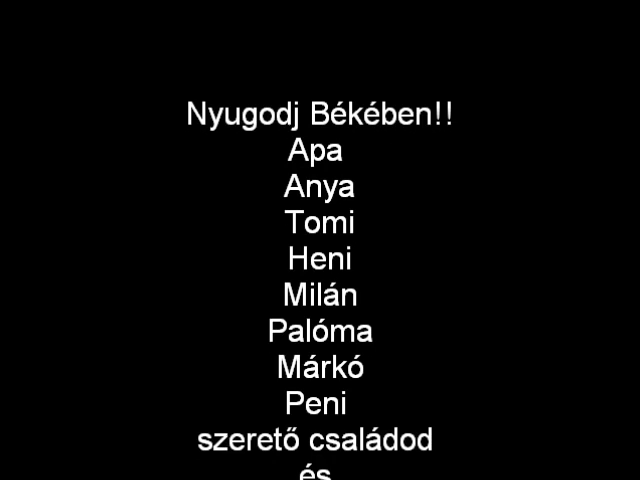 Nyugodj Békében!!
Apa
Anya
Tomi
Heni
Milán
Palóma
Márkó
Peni
szerető családod
és